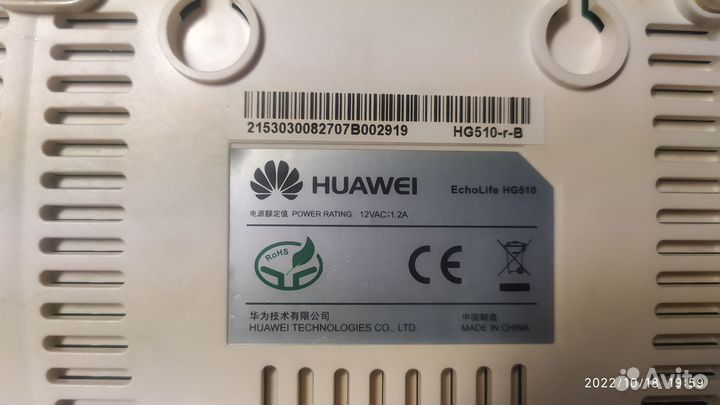 2153030082707B002919 HG510-r-B
HUAWEI EchoLife HG510
电源额定值 POWER RATING: 12VAC;1.2A
RoHS CE
华为技术有限公司 中国制造
HUAWEI TECHNOLOGIES CO., LTD. MADE IN CHINA
Avito
2022/10/18 19:59